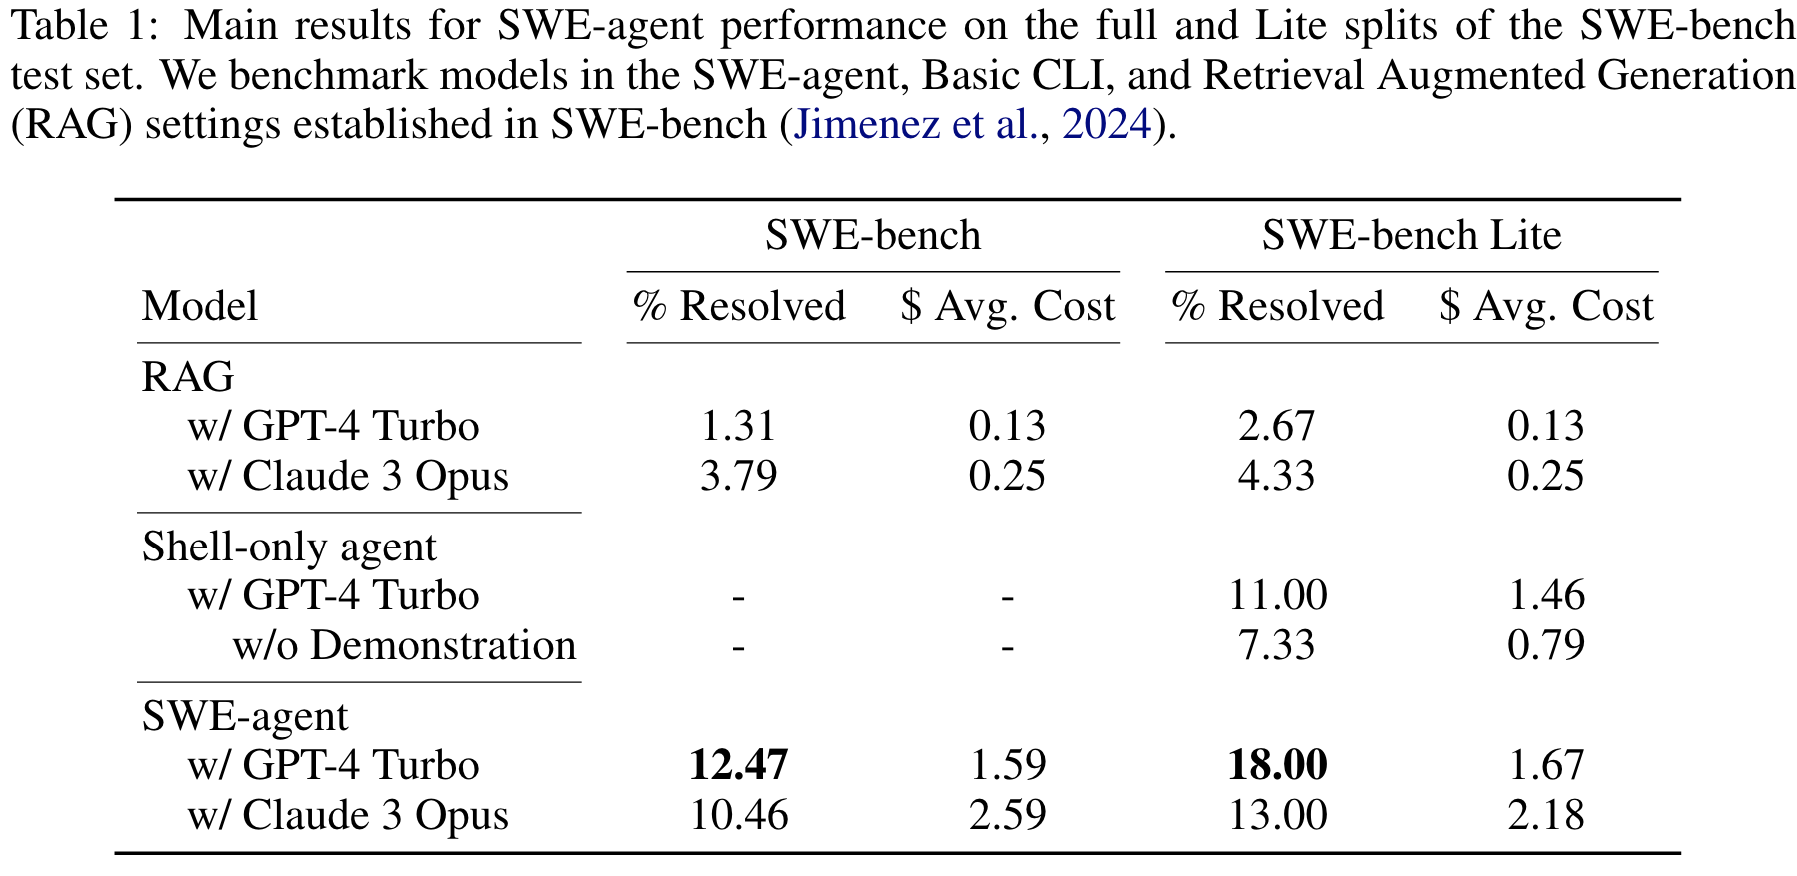 Table 1: Main results for SWE-agent performance on the full and Lite splits of the SWE-bench
test set. We benchmark models in the SWE-agent, Basic CLI, and Retrieval Augmented Generation
(RAG) settings established in SWE-bench (Jimenez et al., 2024).
SWE-bench SWE-bench Lite
Model % Resolved $ Avg. Cost % Resolved $ Avg. Cost
RAG
w/ GPT-4 Turbo 1.31 0.13 2.67 0.13
w/ Claude 3 Opus 3.79 0.25 4.33 0.25
Shell-only agent
w/ GPT-4 Turbo - - 11.00 1.46
w/o Demonstration - - 7.33 0.79
SWE-agent
w/ GPT-4 Turbo 12.47 1.59 18.00 1.67
w/ Claude 3 Opus 10.46 2.59 13.00 2.18